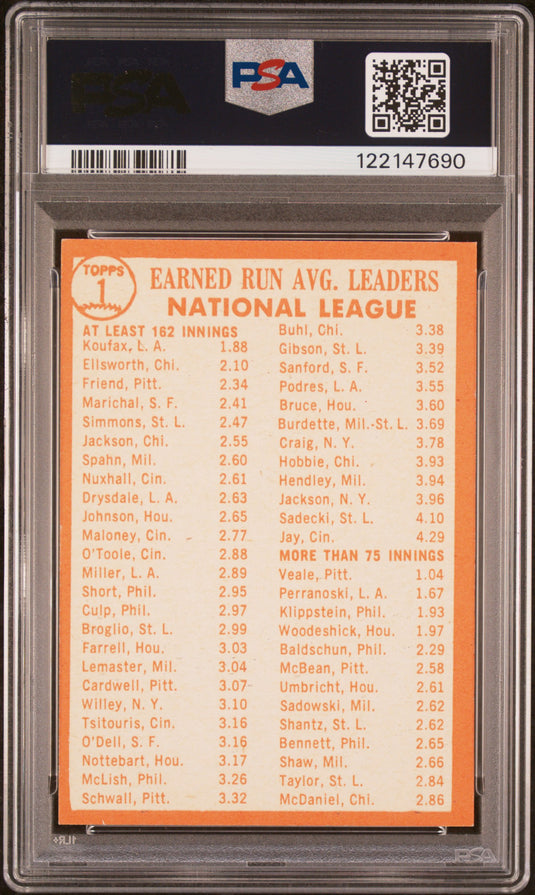 PSA
PSA
122147690
TOPPS
1
EARNED RUN AVG. LEADERS
NATIONAL LEAGUE
AT LEAST 162 INNINGS
Koufax, L. A. 1.88
Ellsworth, Chi. 2.10
Friend, Pitt. 2.34
Marichal, S. F. 2.41
Simmons, St. L. 2.47
Jackson, Chi. 2.55
Spahn, Mil. 2.60
Nuxhall, Cin. 2.61
Drysdale, L. A. 2.63
Johnson, Hou. 2.65
Maloney, Cin. 2.77
O'Toole, Cin. 2.88
Miller, L. A. 2.89
Short, Phil. 2.95
Culp, Phil. 2.97
Broglio, St. L. 2.99
Farrell, Hou. 3.03
Lemaster, Mil. 3.04
Cardwell, Pitt. 3.07
Willey, N. Y. 3.10
Tsitouris, Cin. 3.16
O'Dell, S. F. 3.16
Nottebart, Hou. 3.17
McLish, Phil. 3.26
Schwall, Pitt. 3.32
Buhl, Chi. 3.38
Gibson, St. L. 3.39
Sanford, S. F. 3.52
Podres, L. A. 3.55
Bruce, Hou. 3.60
Burdette, Mil.-St. L. 3.69
Craig, N. Y. 3.78
Hobbie, Chi. 3.93
Hendley, Mil. 3.94
Jackson, N. Y. 3.96
Sadecki, St. L. 4.10
Jay, Cin. 4.29
MORE THAN 75 INNINGS
Veale, Pitt. 1.04
Perranoski, L. A. 1.67
Klippstein, Phil. 1.93
Woodeshick, Hou. 1.97
Baldschun, Phil. 2.29
McBean, Pitt. 2.58
Umbricht, Hou. 2.61
Sadowski, Mil. 2.62
Shantz, St. L. 2.62
Bennett, Phil. 2.65
Shaw, Mil. 2.66
Taylor, St. L. 2.84
McDaniel, Chi. 2.86
PSA